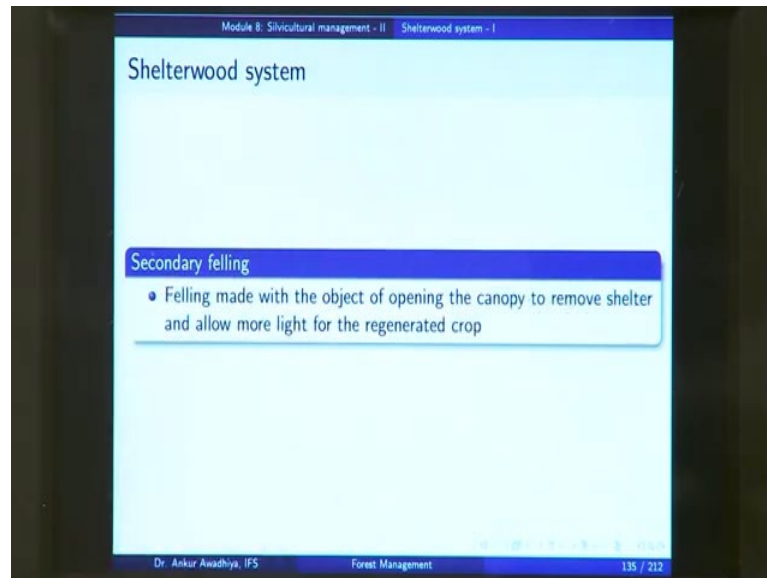 Module 8: Silvicultural management - II Shelterwood system - I
Shelterwood system
Secondary felling
• Felling made with the object of opening the canopy to remove shelter
and allow more light for the regenerated crop
Dr. Ankur Awadhiya, IFS Forest Management 135 / 212